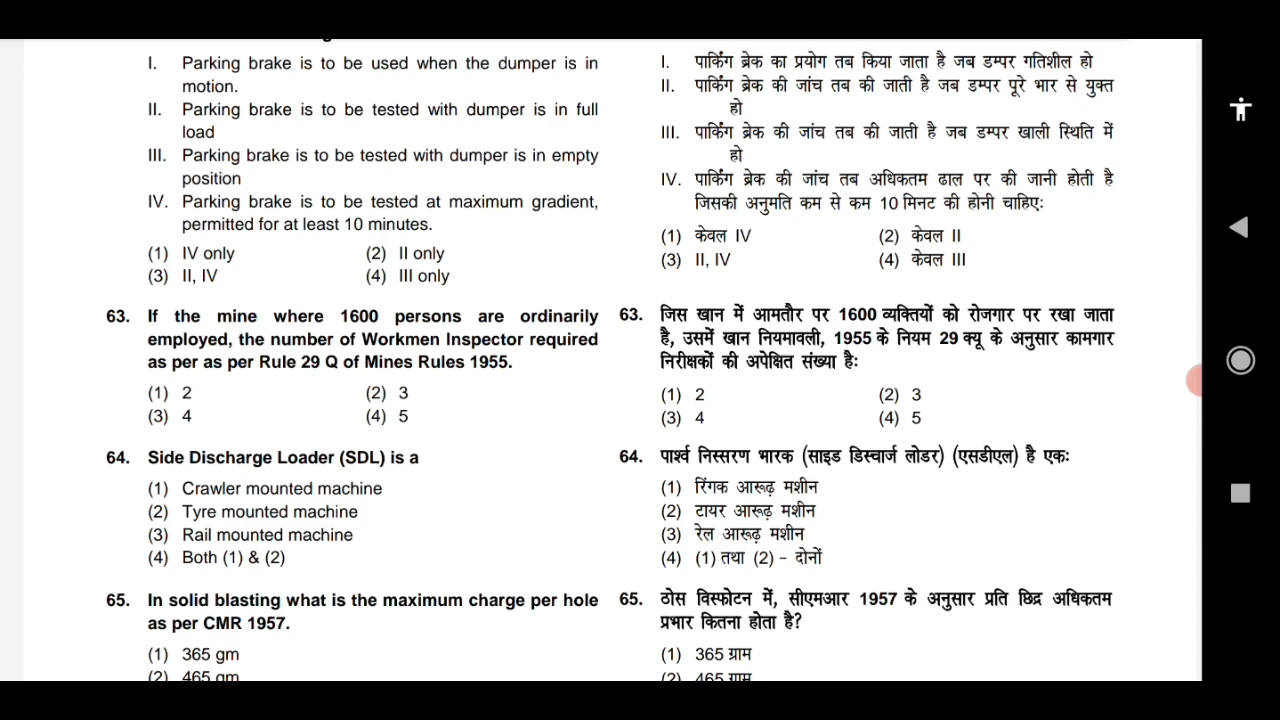 I. Parking brake is to be used when the dumper is in
motion.
II. Parking brake is to be tested with dumper is in full
load
III. Parking brake is to be tested with dumper is in empty
position
IV. Parking brake is to be tested at maximum gradient,
permitted for at least 10 minutes.
(1) IV only (2) II only
(3) II, IV (4) III only
63. If the mine where 1600 persons are ordinarily
employed, the number of Workmen Inspector required
as per as per Rule 29 Q of Mines Rules 1955.
(1) 2 (2) 3
(3) 4 (4) 5
64. Side Discharge Loader (SDL) is a
(1) Crawler mounted machine
(2) Tyre mounted machine
(3) Rail mounted machine
(4) Both (1) & (2)
65. In solid blasting what is the maximum charge per hole
as per CMR 1957.
(1) 365 gm
(2) 465 gm
I. पार्किंग ब्रेक का प्रयोग तब किया जाता है जब डम्पर गतिशील हो
II. पार्किंग ब्रेक की जांच तब की जाती है जब डम्पर पूरे भार से युक्त
हो
III. पार्किंग ब्रेक की जांच तब की जाती है जब डम्पर खाली स्थिति में
हो
IV. पार्किंग ब्रेक की जांच तब अधिकतम ढाल पर की जानी होती है
जिसकी अनुमति कम से कम 10 मिनट की होनी चाहिएः
(1) केवल IV (2) केवल II
(3) II, IV (4) केवल III
63. जिस खान में आमतौर पर 1600 व्यक्तियों को रोजगार पर रखा जाता
है, उसमें खान नियमावली, 1955 के नियम 29 क्यू के अनुसार कामगार
निरीक्षकों की अपेक्षित संख्या हैः
(1) 2 (2) 3
(3) 4 (4) 5
64. पार्श्व निस्सरण भारक (साइड डिस्चार्ज लोडर) (एसडीएल) है एकः
(1) रिंगक आरूढ़ मशीन
(2) टायर आरूढ़ मशीन
(3) रेल आरूढ़ मशीन
(4) (1) तथा (2) - दोनों
65. ठोस विस्फोटन में, सीएमआर 1957 के अनुसार प्रति छिद्र अधिकतम
प्रभार कितना होता है?
(1) 365 ग्राम
(2) 465 ग्राम